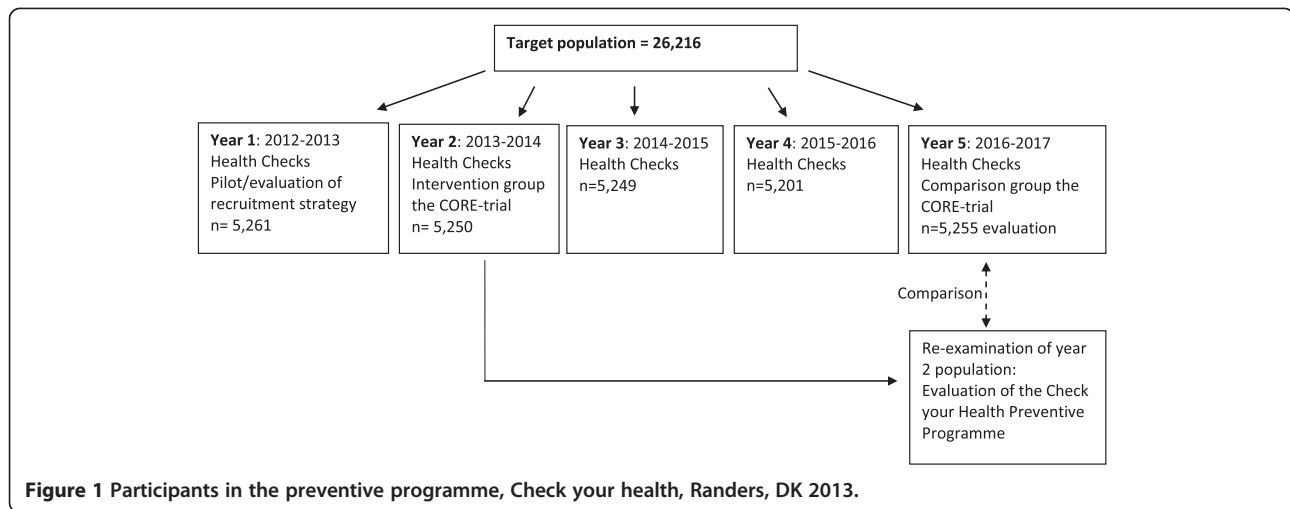 Target population = 26,216
Year 1: 2012-2013
Health Checks
Pilot/evaluation of
recruitment strategy
n= 5,261
Year 2: 2013-2014
Health Checks
Intervention group
the CORE-trial
n= 5,250
Year 3: 2014-2015
Health Checks
n=5,249
Year 4: 2015-2016
Health Checks
n=5,201
Year 5: 2016-2017
Health Checks
Comparison group the
CORE-trial
n=5,255 evaluation
Comparison
Re-examination of year
2 population:
Evaluation of the Check
your Health Preventive
Programme
Figure 1 Participants in the preventive programme, Check your health, Randers, DK 2013.